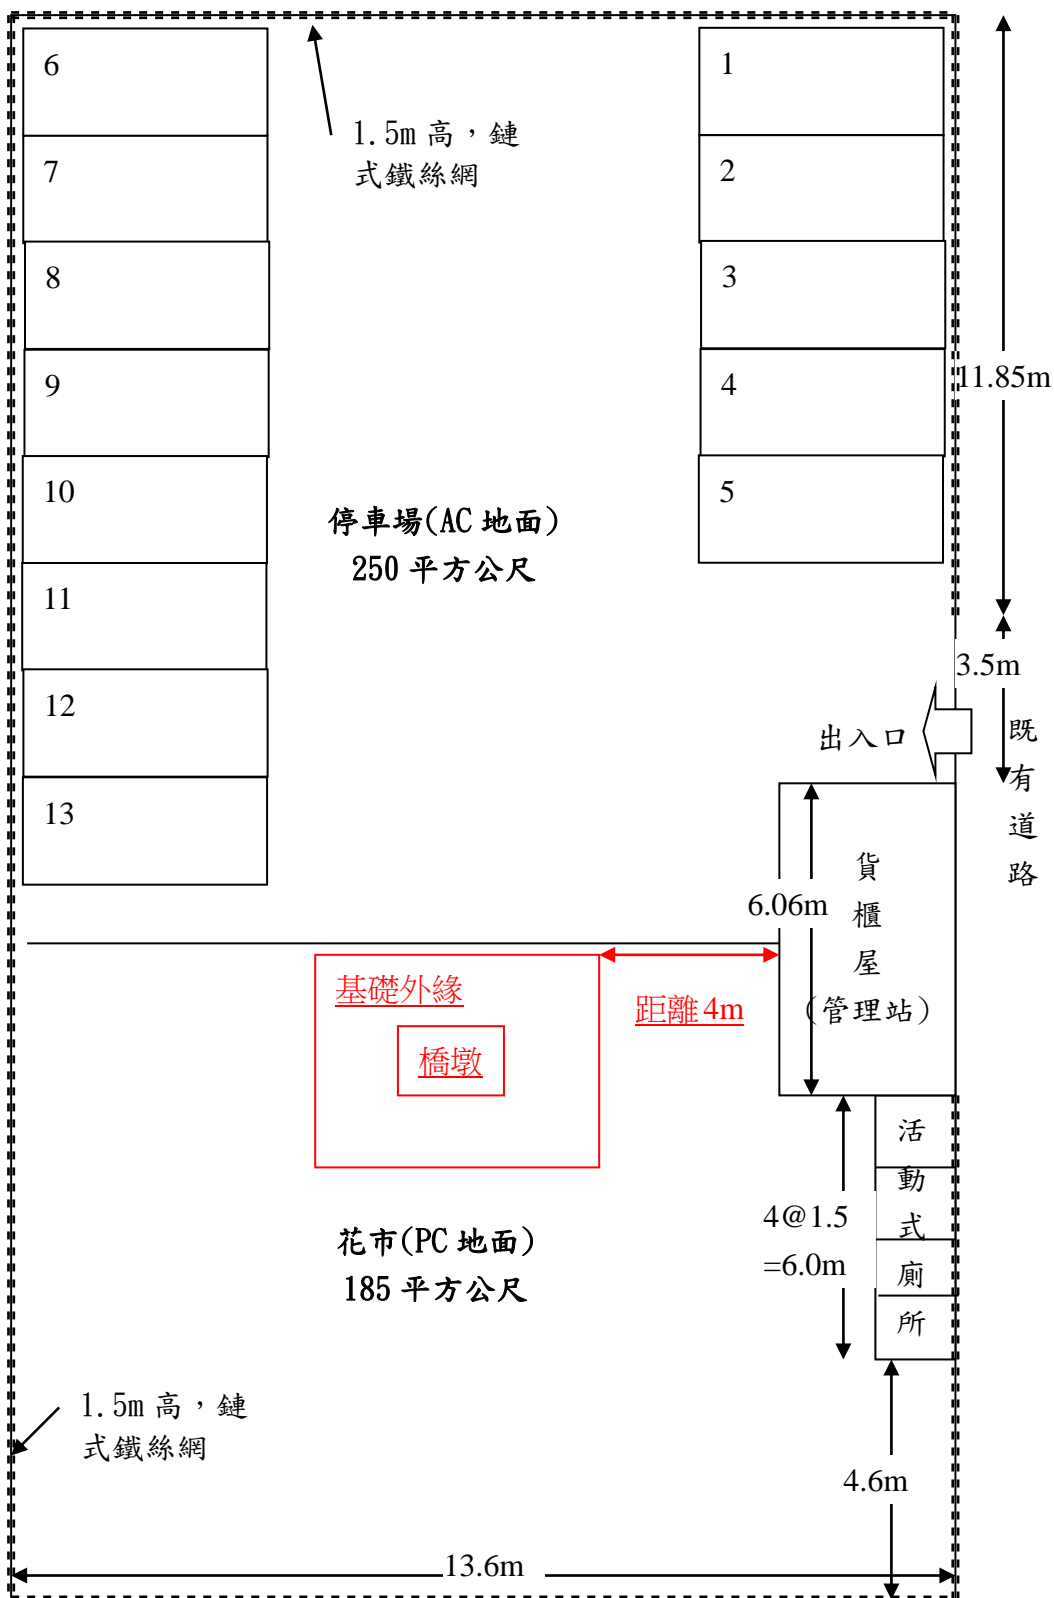 6
1
1.5m 高，鏈
式鐵絲網
7
2
8
3
9
4
11.85m
10
5
停車場(AC 地面)
250 平方公尺
11
3.5m
12
出入口
既有道路
13
貨櫃屋
(管理站)
6.06m
基礎外緣
距離 4m
橋墩
活動式廁所
4@1.5
=6.0m
花市(PC 地面)
185 平方公尺
1.5m 高，鏈
式鐵絲網
4.6m
13.6m